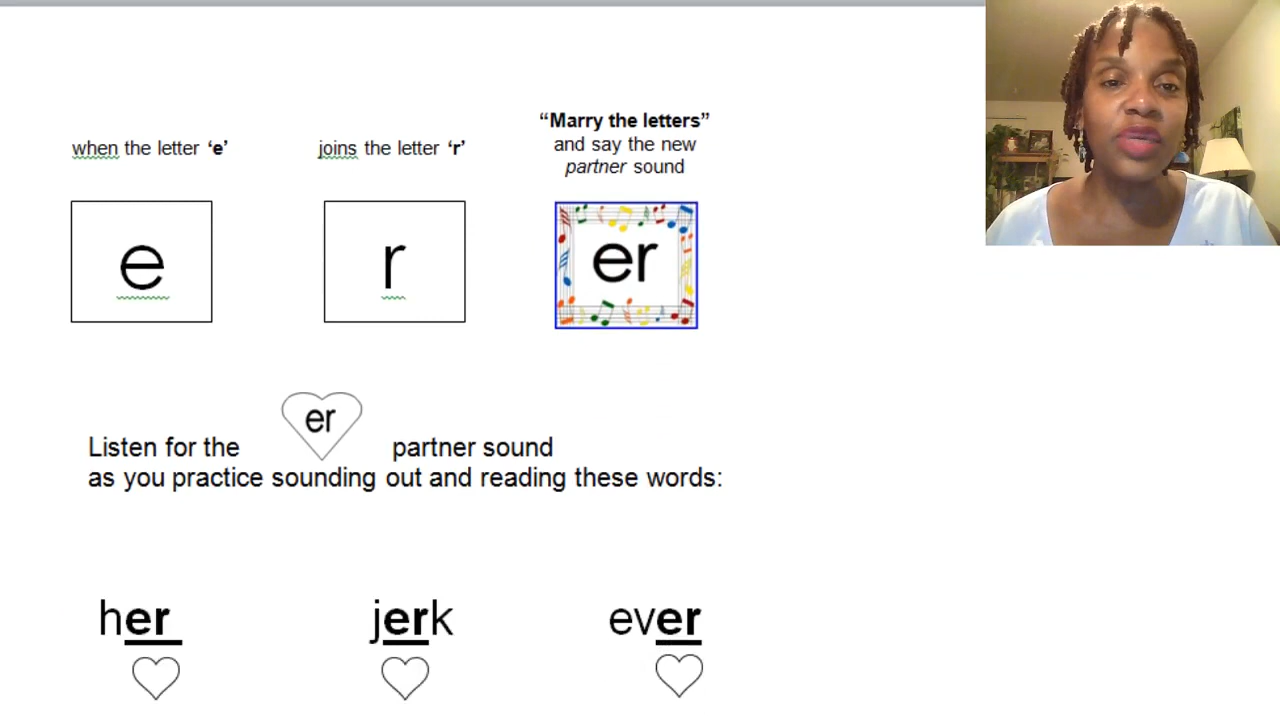 when the letter ‘e’
joins the letter ‘r’
“Marry the letters”
and say the new
partner sound
e
r
er
er
Listen for the partner sound
as you practice sounding out and reading these words:
her
jerk
ever